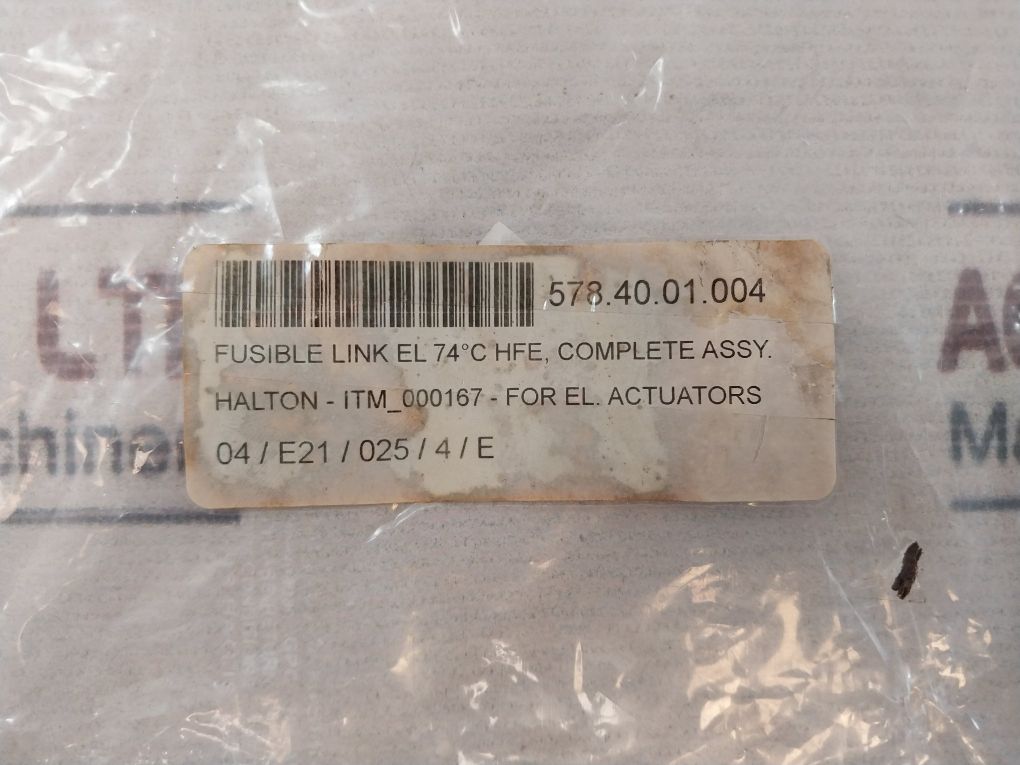 578.40.01.004
FUSIBLE LINK EL 74°C HFE, COMPLETE ASSY.
HALTON - ITM_000167 - FOR EL. ACTUATORS
04 / E21 / 025 / 4 / E